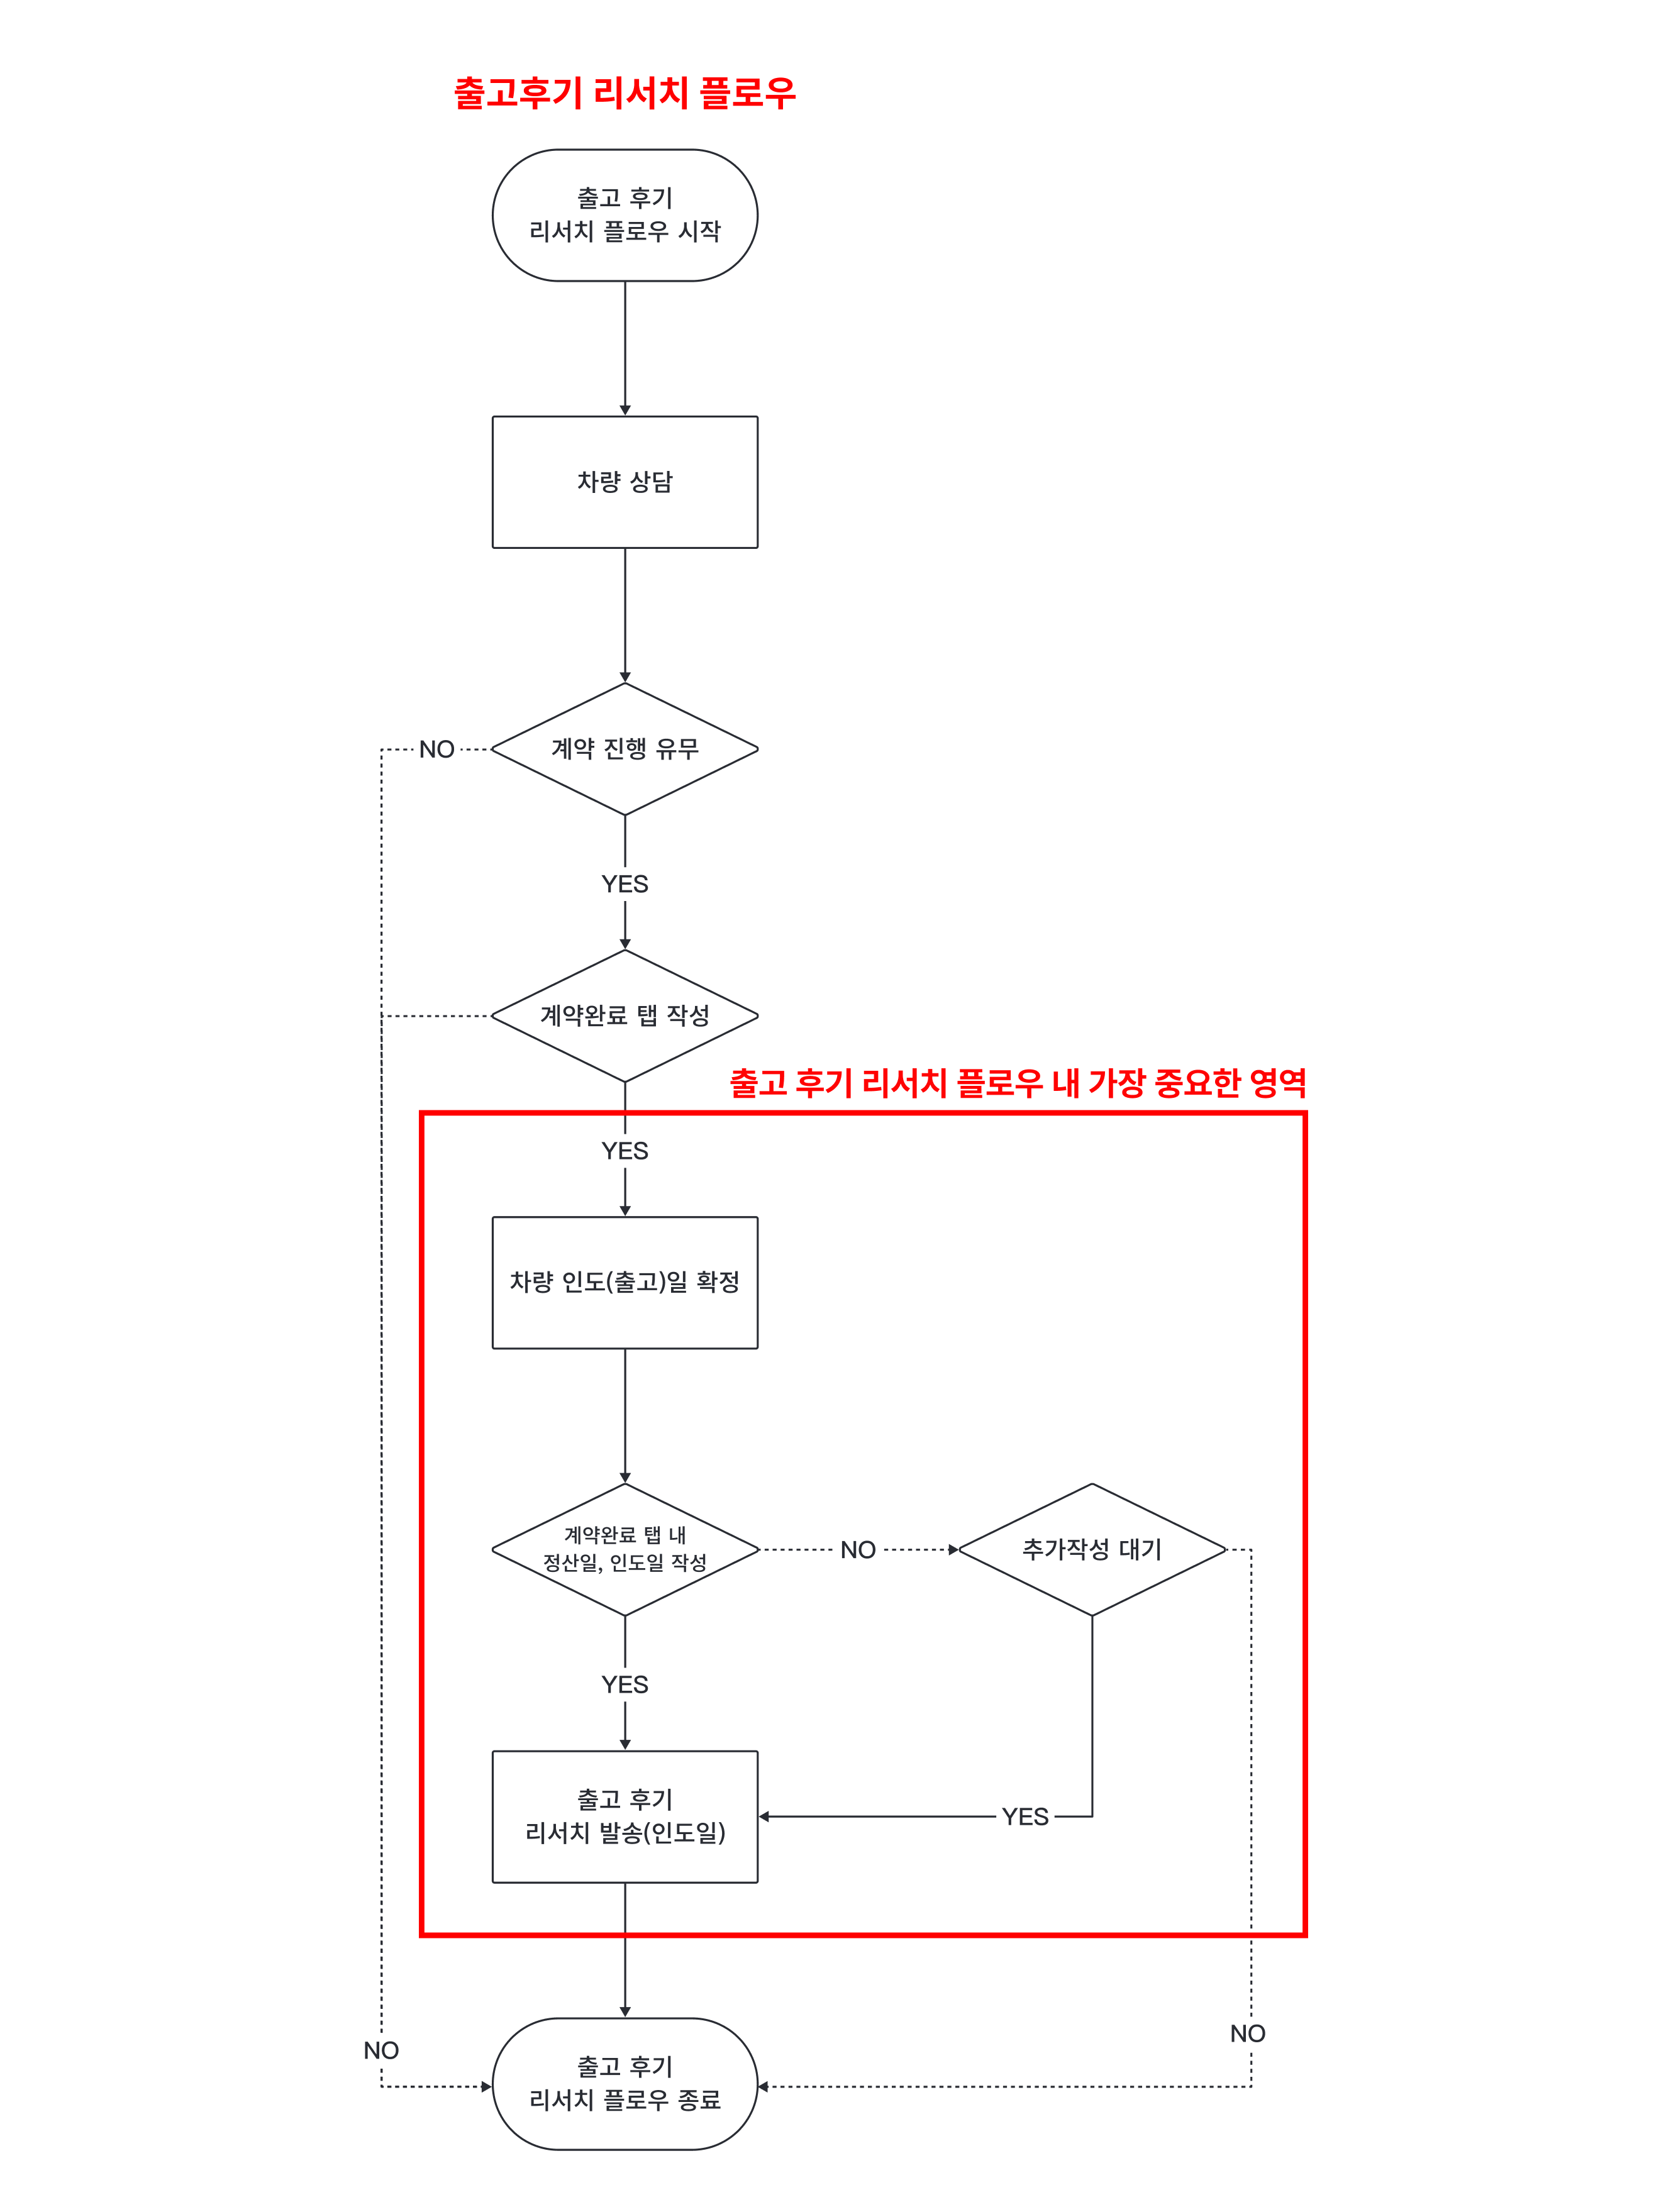 출고후기 리서치 플로우
출고 후기
리서치 플로우 시작
차량 상담
계약 진행 유무
NO
YES
계약완료 탭 작성
출고 후기 리서치 플로우 내 가장 중요한 영역
YES
차량 인도(출고)일 확정
계약완료 탭 내
정산일, 인도일 작성
NO
추가작성 대기
YES
출고 후기
리서치 발송(인도일)
YES
NO
NO
출고 후기
리서치 플로우 종료